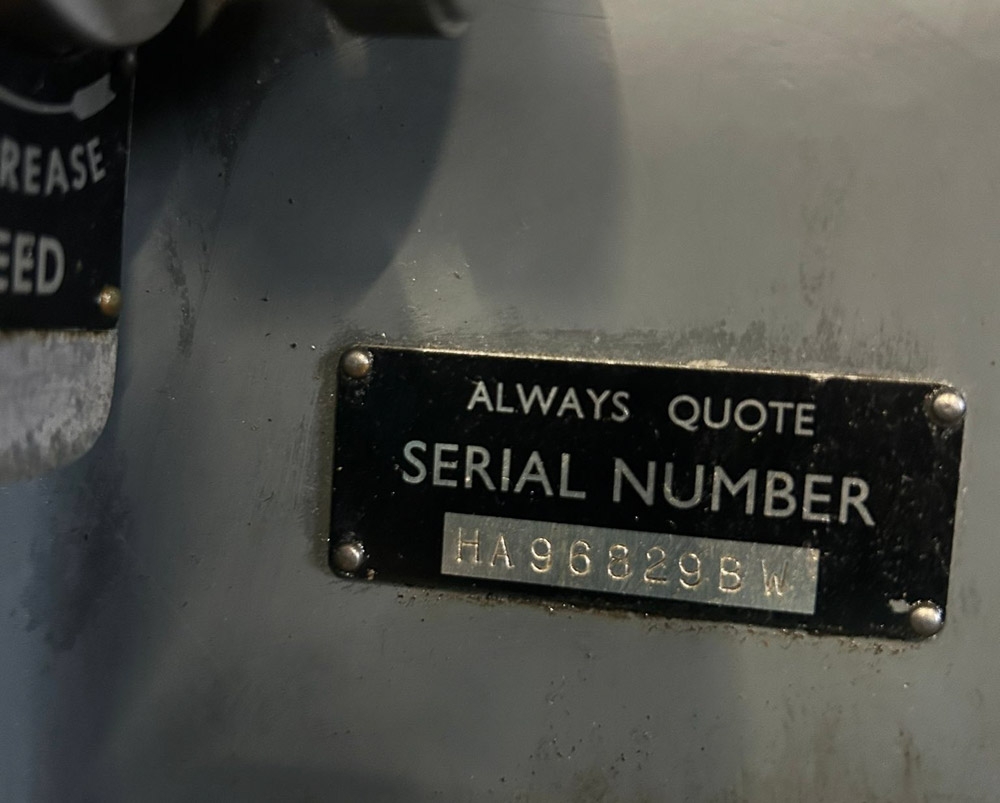 REASE
EED
ALWAYS QUOTE
SERIAL NUMBER
HA96829BW